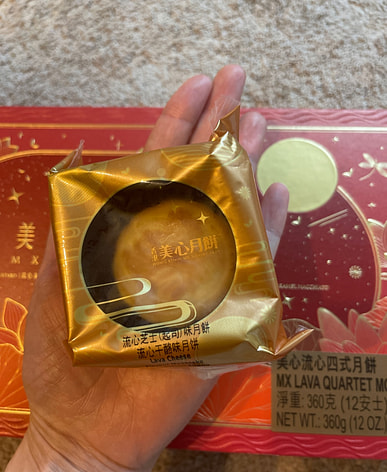 美
MX
美心月餅
流心芝士(起司)味月餅
流心干酪味月饼
Lava Cheese
美心流心四式月餅
MX LAVA QUARTET MO
淨重: 360克 (12安士)
NET WT.: 360g (12 OZ)